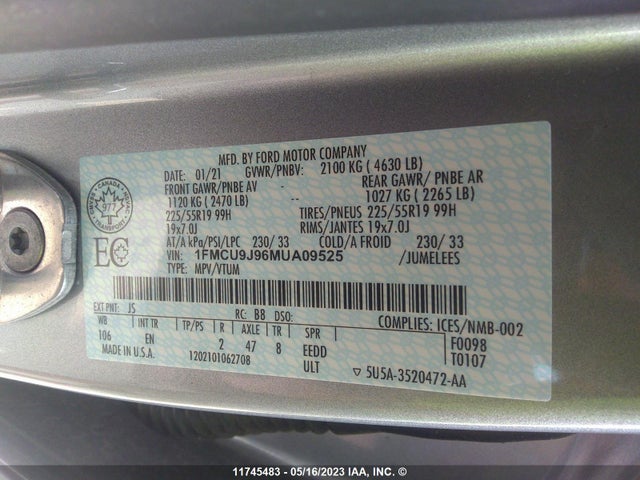 MFD. BY FORD MOTOR COMPANY
DATE: 01/21 GVWR/PNBV: 2100 KG ( 4630 LB)
FRONT GAWR/PNBE AV - REAR GAWR/ PNBE AR
1120 KG ( 2470 LB) -- 1027 KG ( 2265 LB)
225/55R19 99H TIRES/PNEUS 225/55R19 99H
19x7.0J RIMS/JANTES 19x7.0J
AT/A kPa/PSI/LPC 230/ 33 COLD/A FROID 230/ 33
VIN: 1FMCU9J96MUA09525 /JUMELEES
TYPE: MPV/VTUM
CANADA
977
TRANSPORT
EC
EXT PNT: JS RC: BB DSO:
COMPLIES: ICES/NMB-002
WB INT TR TP/PS R AXLE TR SPR F0098
106 EN 2 47 8 EEDD T0107
MADE IN U.S.A. 1202101062708 ULT ▽ 5U5A-3520472-AA
11745483 - 05/16/2023 IAA, Inc. ©